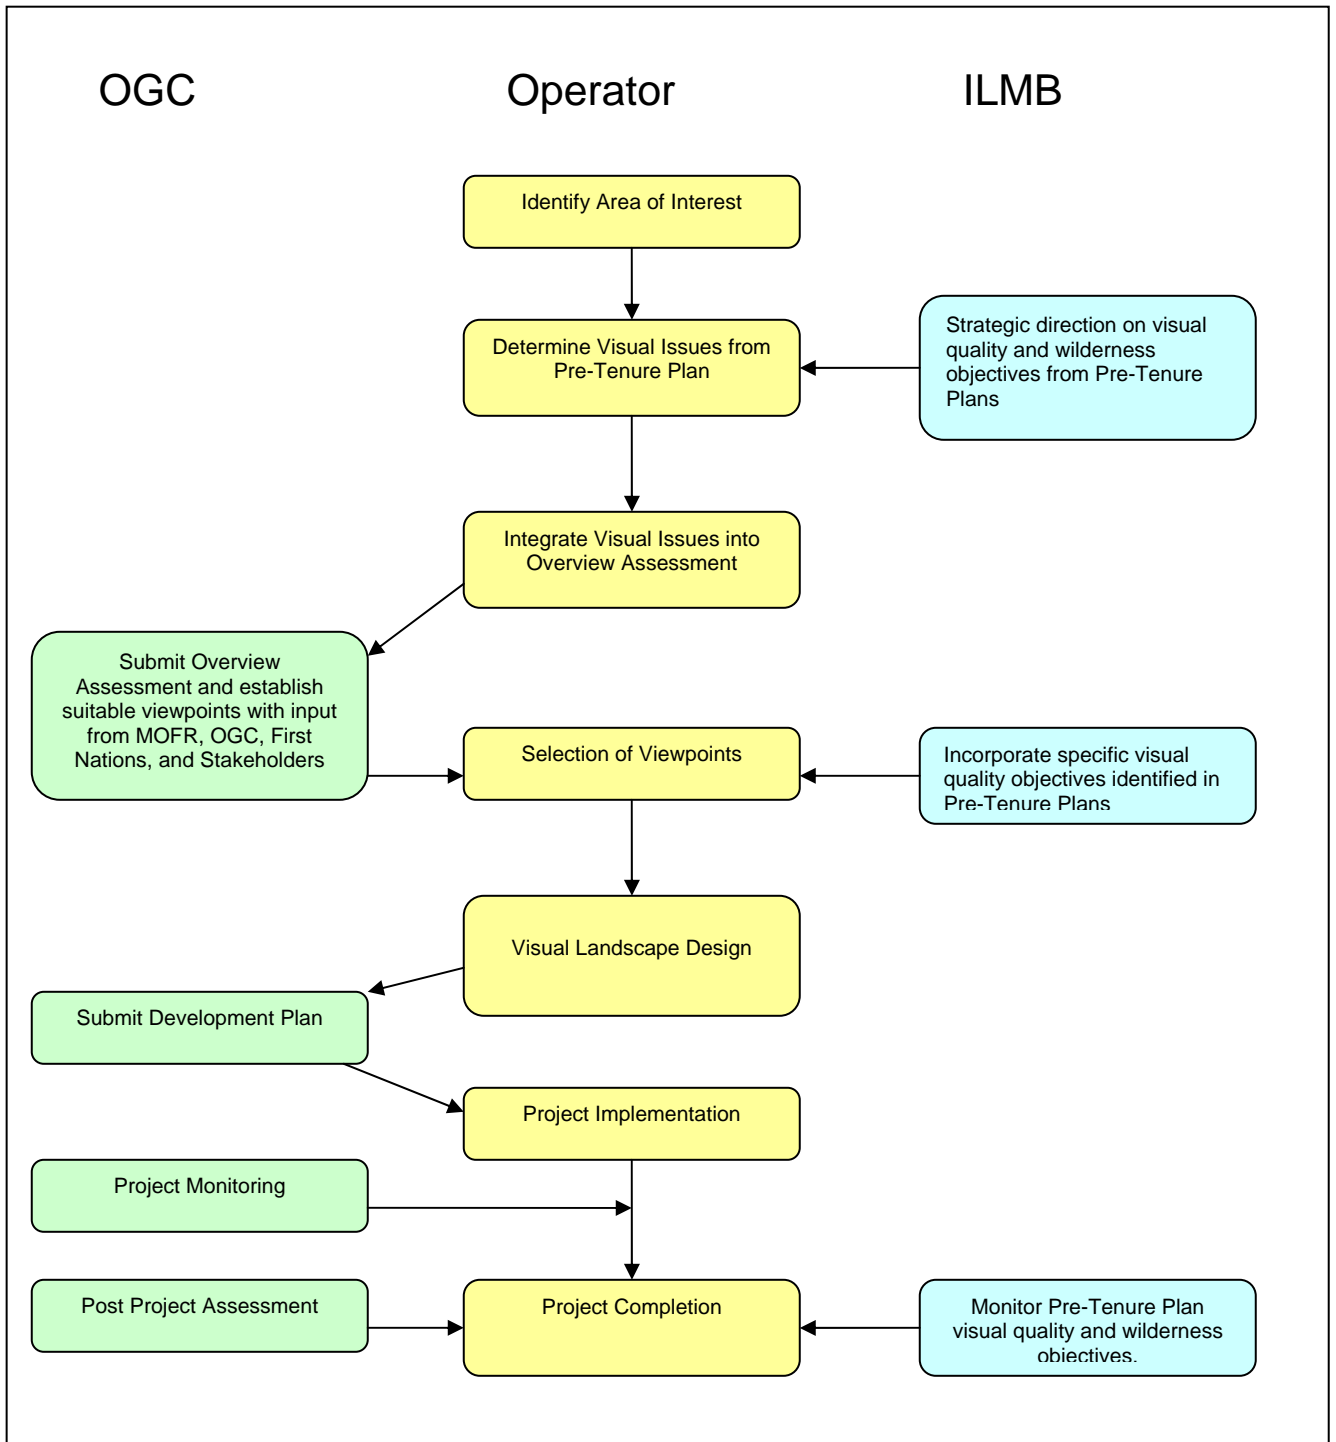 OGC
Operator
ILMB
Identify Area of Interest
Determine Visual Issues from
Pre-Tenure Plan
Strategic direction on visual
quality and wilderness
objectives from Pre-Tenure
Plans
Integrate Visual Issues into
Overview Assessment
Submit Overview
Assessment and establish
suitable viewpoints with input
from MOFR, OGC, First
Nations, and Stakeholders
Selection of Viewpoints
Incorporate specific visual
quality objectives identified in
Pre-Tenure Plans
Visual Landscape Design
Submit Development Plan
Project Implementation
Project Monitoring
Post Project Assessment
Project Completion
Monitor Pre-Tenure Plan
visual quality and wilderness
objectives.